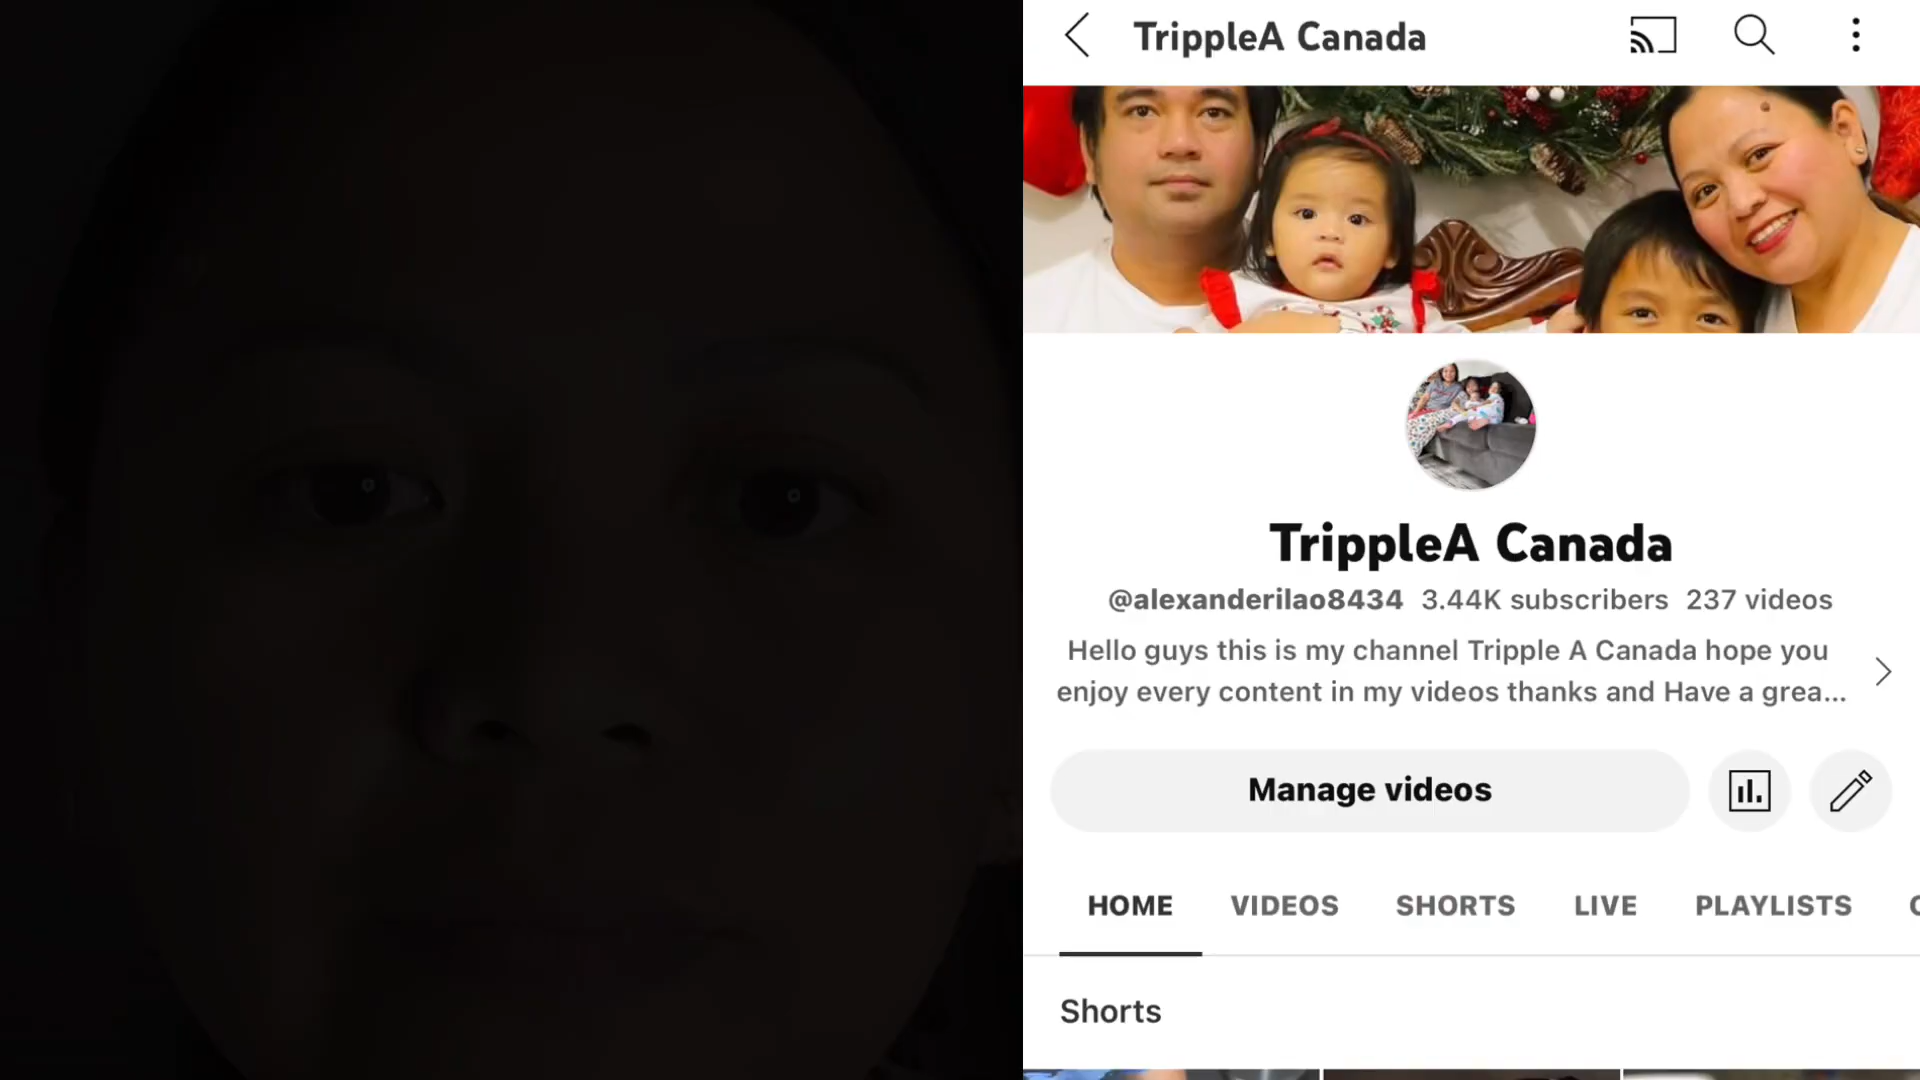 TrippleA Canada
TrippleA Canada
@alexanderilao8434 3.44K subscribers 237 videos
Hello guys this is my channel Tripple A Canada hope you
enjoy every content in my videos thanks and Have a grea...
Manage videos
HOME VIDEOS SHORTS LIVE PLAYLISTS
Shorts